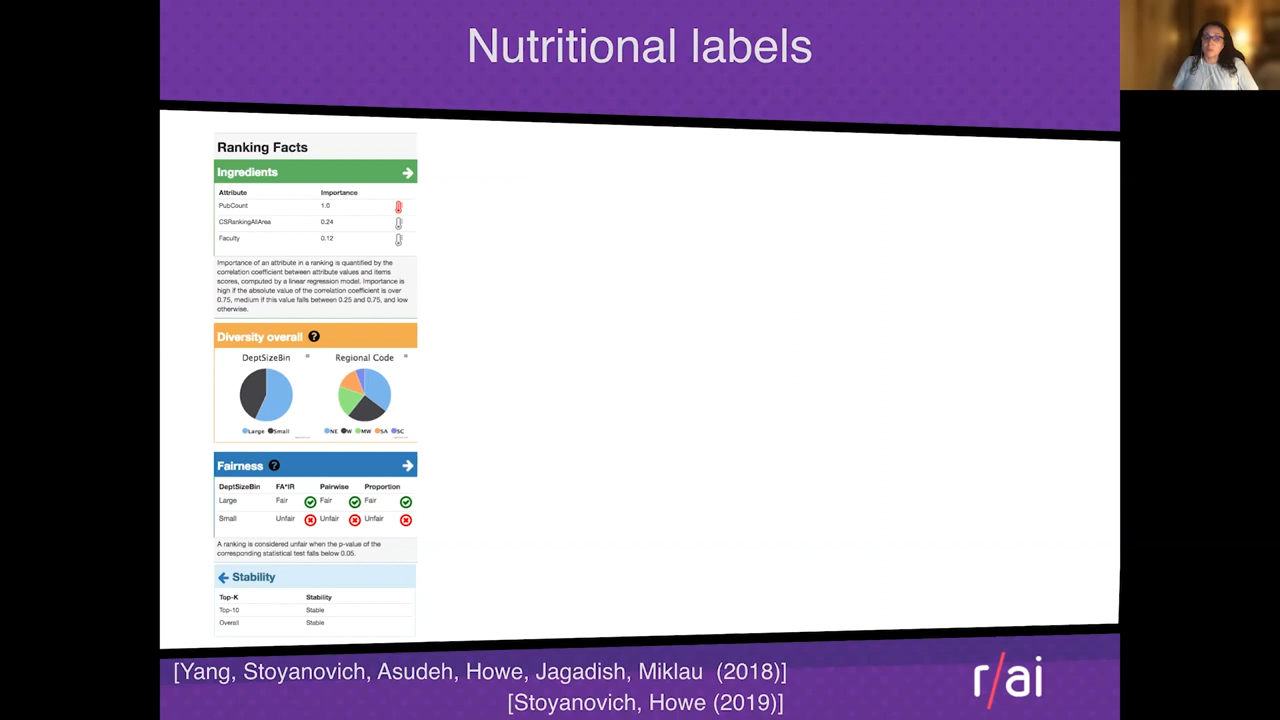 Nutritional labels
Ranking Facts
Ingredients
Attribute Importance
PubCount 1.0
CSRankingAllArea 0.24
Faculty 0.12
Importance of an attribute in a ranking is quantified by the
correlation coefficient between attribute values and items
scores, computed by a linear regression model. Importance is
high if the absolute value of the correlation coefficient is over
0.75, medium if this value falls between 0.25 and 0.75, and low
otherwise.
Diversity overall ?
DeptSizeBin Regional Code
Large Small NE W MW SA SC
Fairness ?
DeptSizeBin FA*IR Pairwise Proportion
Large Fair Fair Fair
Small Unfair Unfair Unfair
A ranking is considered unfair when the p-value of the
corresponding statistical test falls below 0.05.
Stability
Top-K Stability
Top-10 Stable
Overall Stable
[Yang, Stoyanovich, Asudeh, Howe, Jagadish, Miklau (2018)]
[Stoyanovich, Howe (2019)]
r/ai